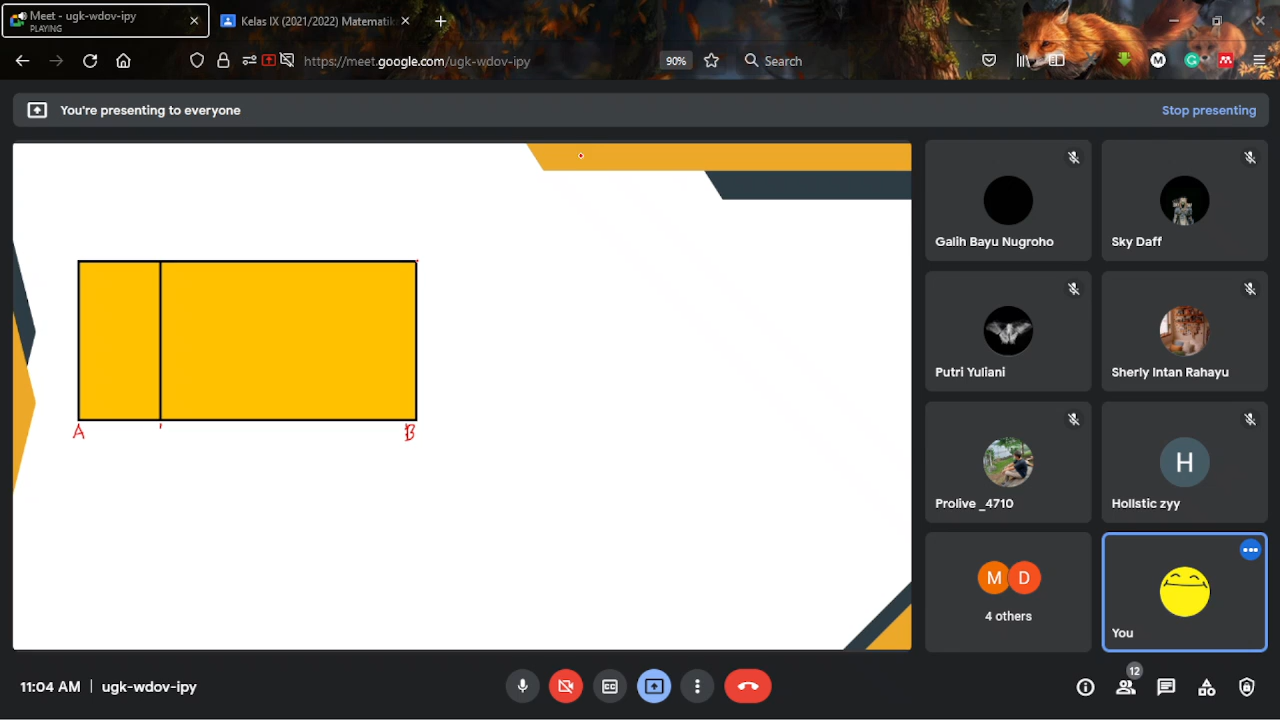 Meet - ugk-wdov-ipy
PLAYING
Kelas IX (2021/2022) Matematik
https://meet.google.com/ugk-wdov-ipy
90%
Search
You're presenting to everyone
Stop presenting
Galih Bayu Nugroho
Sky Daff
Putri Yuliani
Sherly Intan Rahayu
A
B
Prolive _4710
H
Hollstic zyy
M D
4 others
You
11:04 AM | ugk-wdov-ipy
CC
12